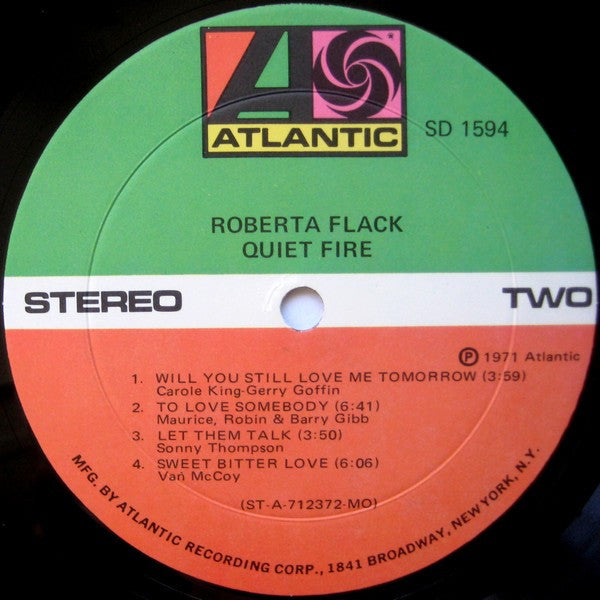 ATLANTIC
SD 1594
ROBERTA FLACK
QUIET FIRE
STEREO
TWO
Ⓟ 1971 Atlantic
1. WILL YOU STILL LOVE ME TOMORROW (3:59)
Carole King-Gerry Goffin
2. TO LOVE SOMEBODY (6:41)
Maurice, Robin & Barry Gibb
3. LET THEM TALK (3:50)
Sonny Thompson
4. SWEET BITTER LOVE (6:06)
Van McCoy
(ST-A-712372-MO)
MFG. BY ATLANTIC RECORDING CORP., 1841 BROADWAY, NEW YORK, N.Y.